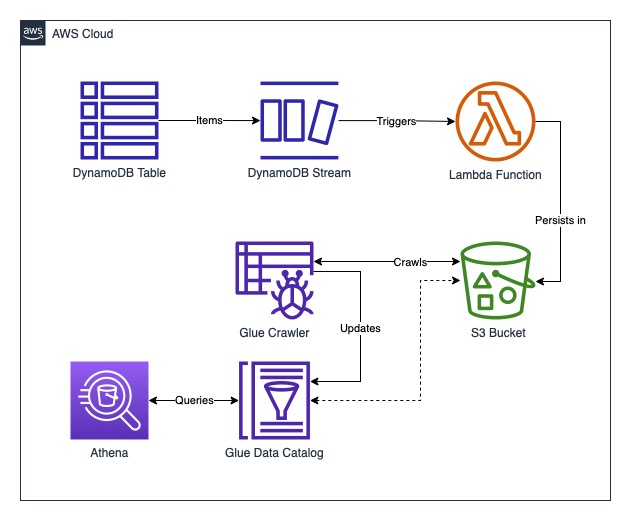 aws
AWS Cloud
Items
Triggers
DynamoDB Table
DynamoDB Stream
Lambda Function
Persists in
Crawls
Glue Crawler
Updates
S3 Bucket
Queries
Athena
Glue Data Catalog